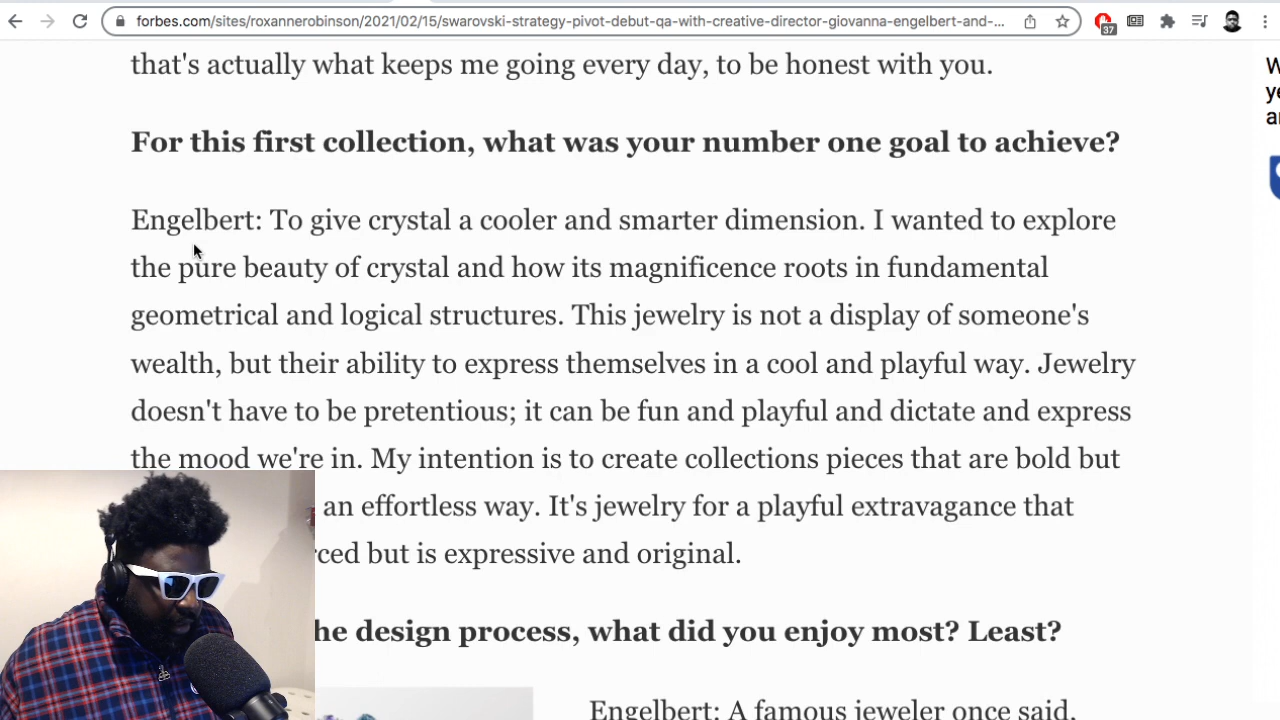 forbes.com/sites/roxannerobinson/2021/02/15/swarovski-strategy-pivot-debut-qa-with-creative-director-giovanna-engelbert-and-...
37
that's actually what keeps me going every day, to be honest with you.
For this first collection, what was your number one goal to achieve?
Engelbert: To give crystal a cooler and smarter dimension. I wanted to explore
the pure beauty of crystal and how its magnificence roots in fundamental
geometrical and logical structures. This jewelry is not a display of someone's
wealth, but their ability to express themselves in a cool and playful way. Jewelry
doesn't have to be pretentious; it can be fun and playful and dictate and express
the mood we're in. My intention is to create collections pieces that are bold but
an effortless way. It's jewelry for a playful extravagance that
but is expressive and original.
the design process, what did you enjoy most? Least?
Engelbert: A famous jeweler once said,